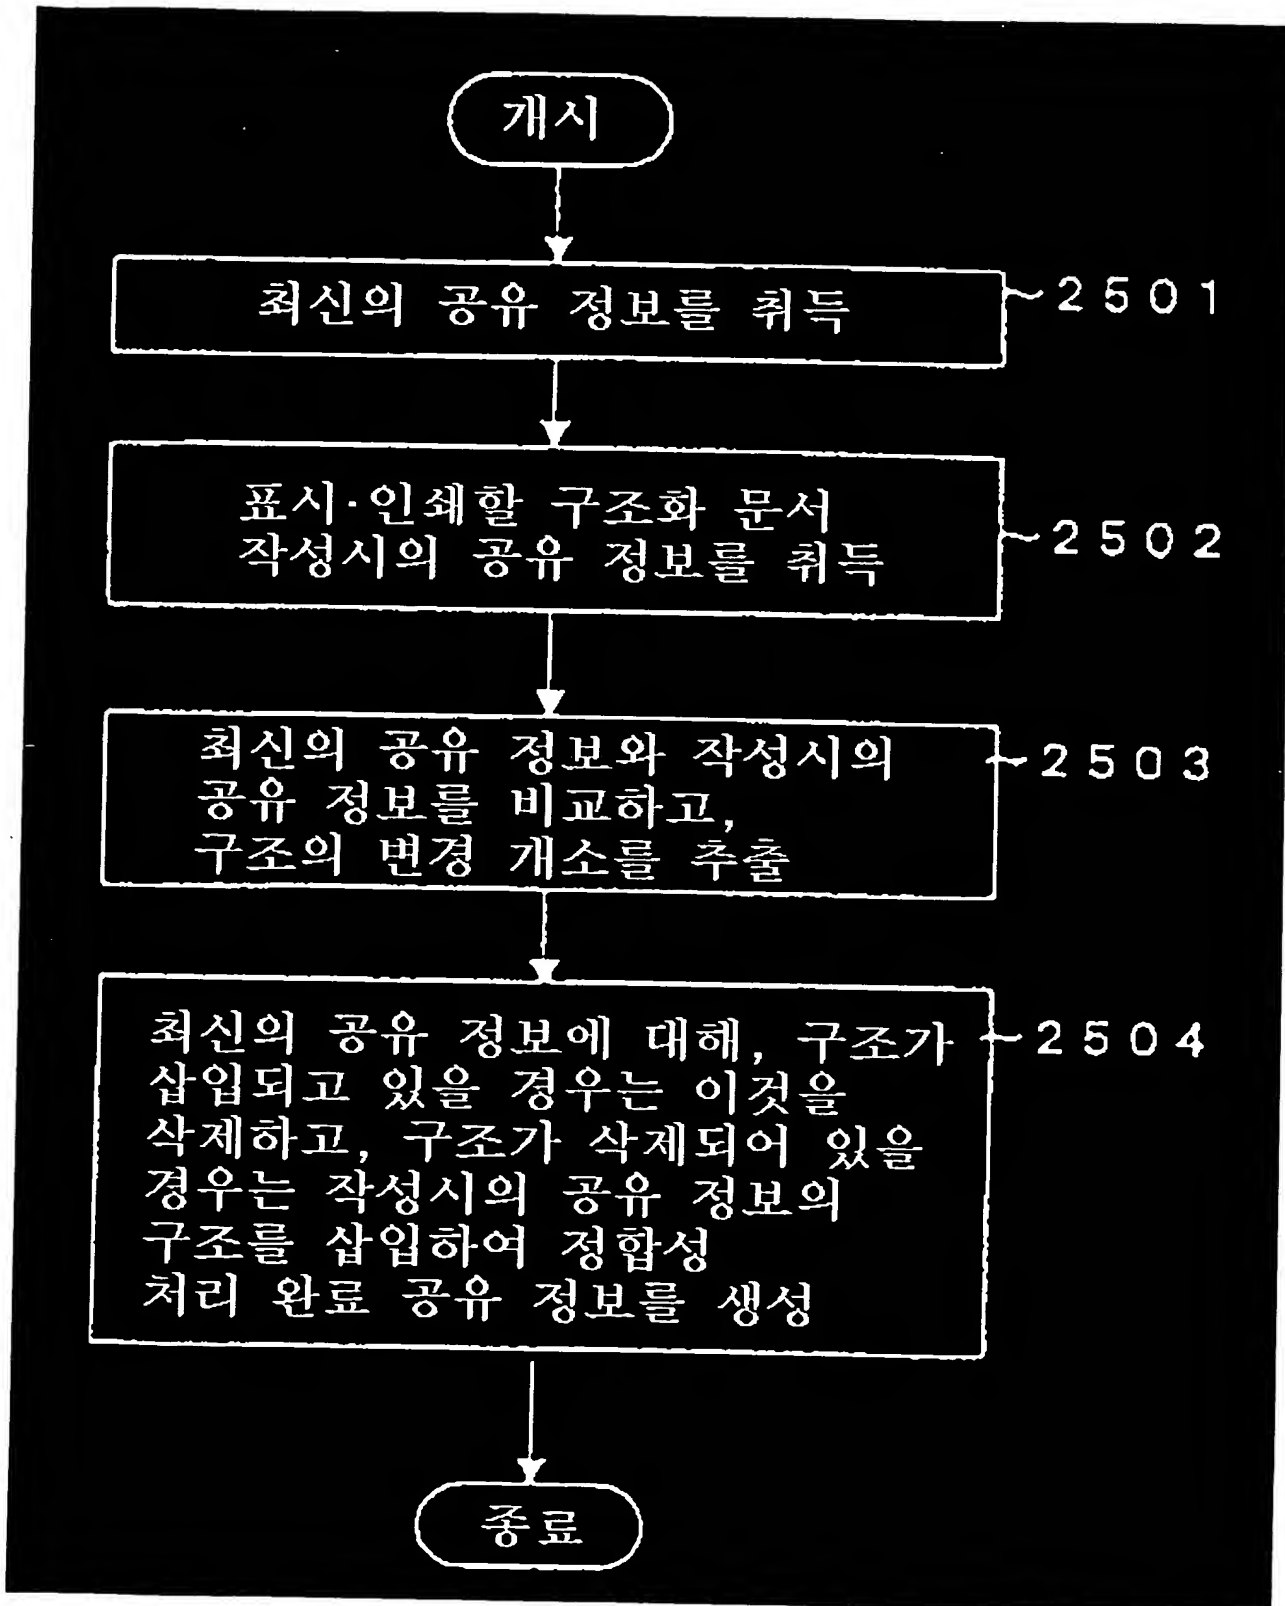 개시
최신의 공유 정보를 취득
2501
표시·인쇄할 구조화 문서
작성시의 공유 정보를 취득
2502
최신의 공유 정보와 작성시의
공유 정보를 비교하고,
구조의 변경 개소를 추출
2503
최신의 공유 정보에 대해, 구조가
삽입되고 있을 경우는 이것을
삭제하고, 구조가 삭제되어 있을
경우는 작성시의 공유 정보의
구조를 삽입하여 정합성
처리 완료 공유 정보를 생성
2504
종료